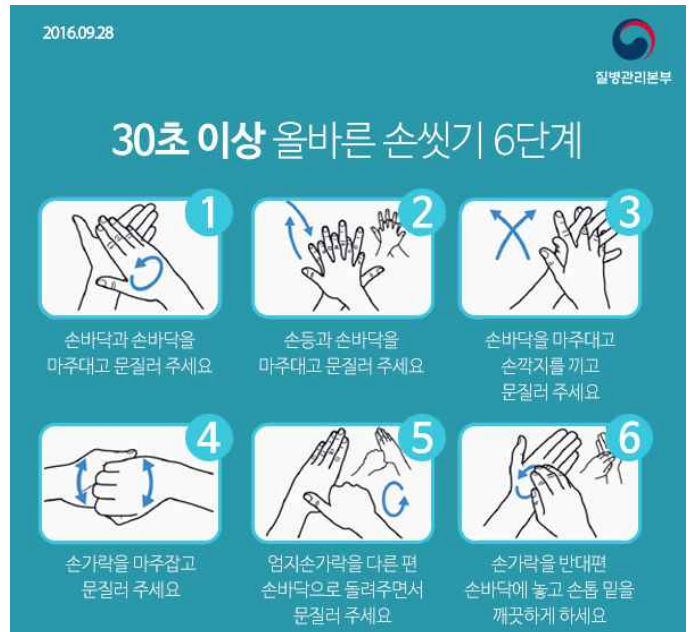 2016.09.28
질병관리본부
30초 이상 올바른 손씻기 6단계
1
손바닥과 손바닥을
마주대고 문질러 주세요
2
손등과 손바닥을
마주대고 문질러 주세요
3
손바닥을 마주대고
손깍지를 끼고
문질러 주세요
4
손가락을 마주잡고
문질러 주세요
5
엄지손가락을 다른 편
손바닥으로 돌려주면서
문질러 주세요
6
손가락을 반대편
손바닥에 놓고 손톱 밑을
깨끗하게 하세요